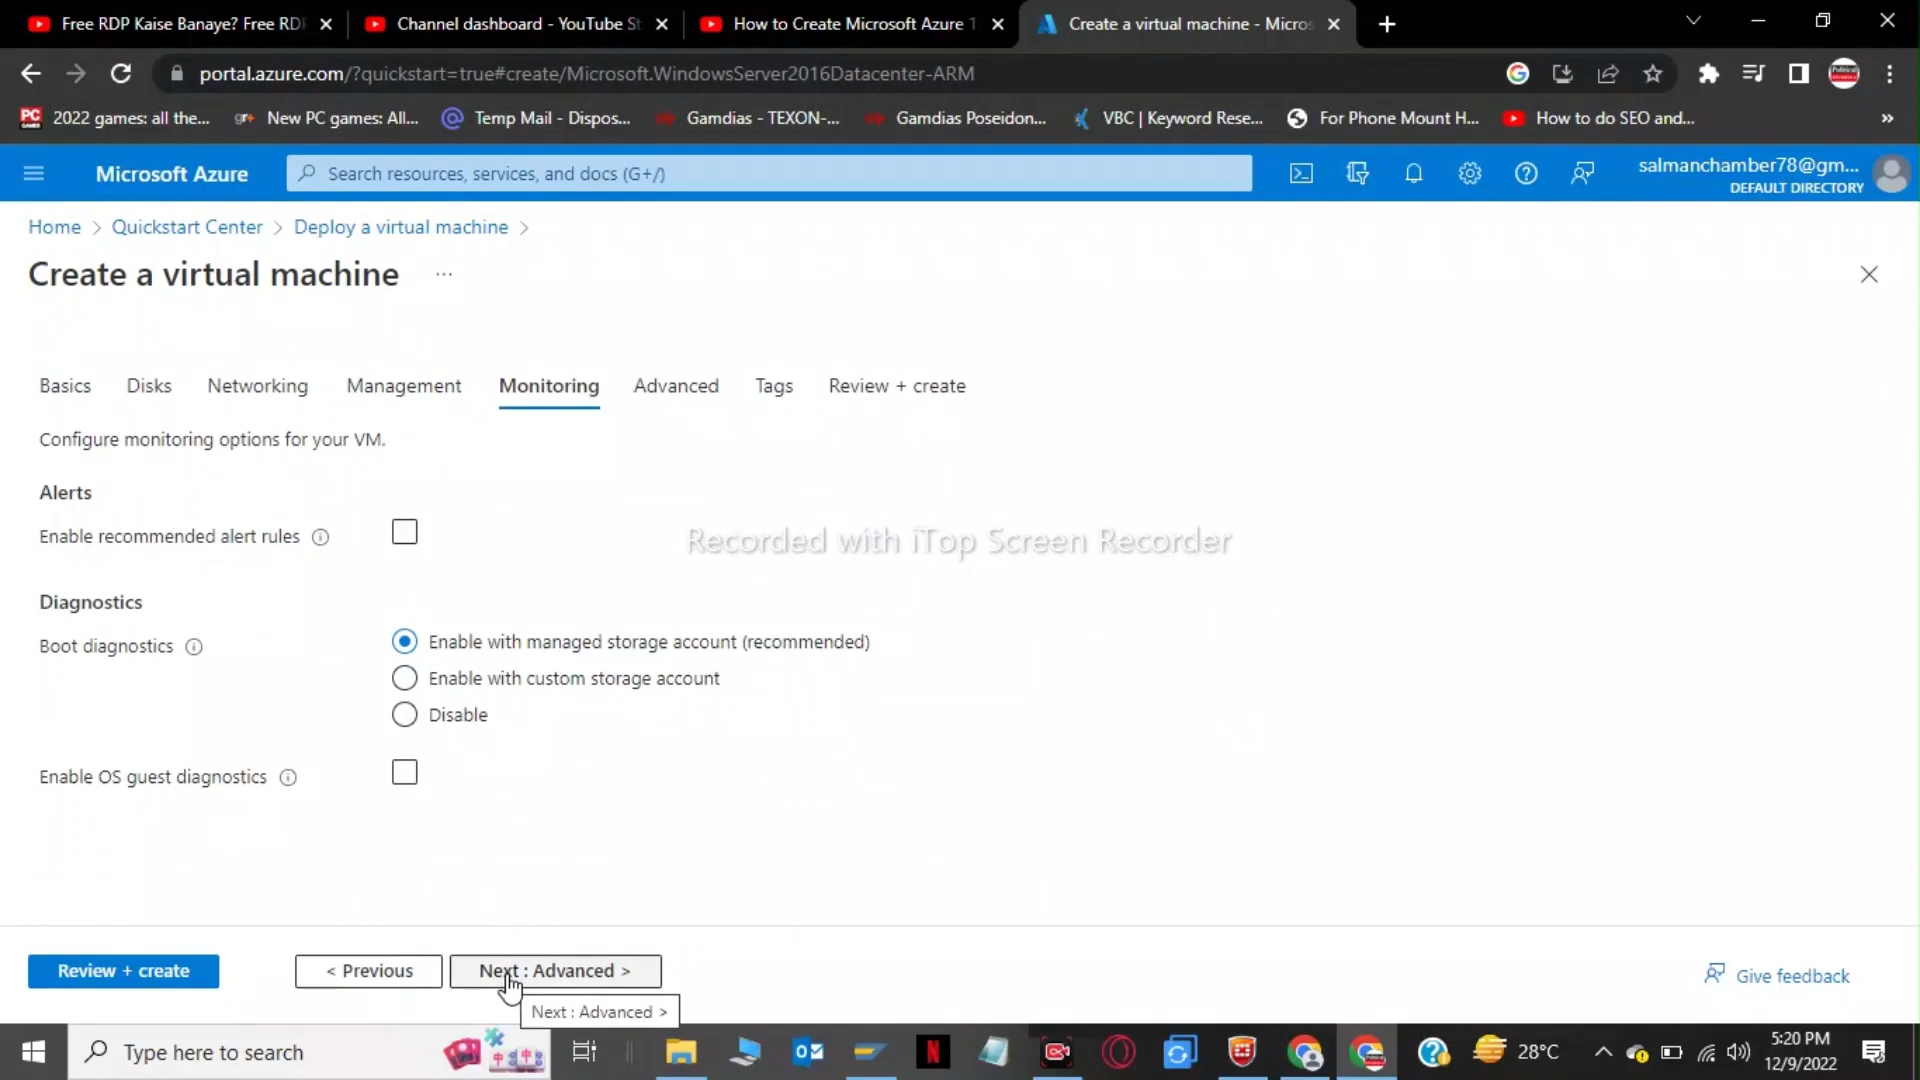 Free RDP Kaise Banaye? Free RD
Channel dashboard - YouTube St
How to Create Microsoft Azure 1
Create a virtual machine - Micros
portal.azure.com/?quickstart=true#create/Microsoft.WindowsServer2016Datacenter-ARM
2022 games: all the...
New PC games: All...
Temp Mail - Dispos...
Gamdias - TEXON-...
Gamdias Poseidon...
VBC | Keyword Rese...
For Phone Mount H...
How to do SEO and...
»
Microsoft Azure
Search resources, services, and docs (G+/)
salmanchamber78@gm...
DEFAULT DIRECTORY
Home > Quickstart Center > Deploy a virtual machine >
Create a virtual machine ...
Basics Disks Networking Management Monitoring Advanced Tags Review + create
Configure monitoring options for your VM.
Alerts
Enable recommended alert rules
Recorded with iTop Screen Recorder
Diagnostics
Boot diagnostics
Enable with managed storage account (recommended)
Enable with custom storage account
Disable
Enable OS guest diagnostics
Review + create
< Previous
Next : Advanced >
Give feedback
Next : Advanced >
Type here to search
28°C
5:20 PM
12/9/2022